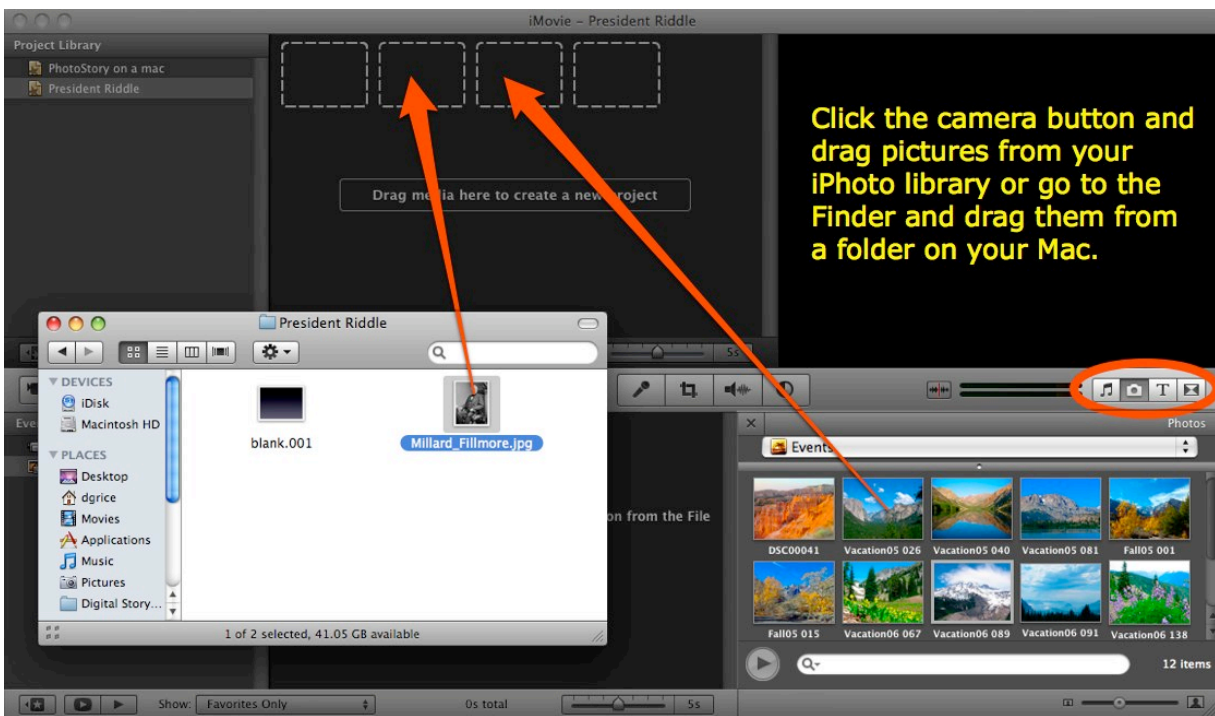 iMovie – President Riddle
Project Library
PhotoStory on a mac
President Riddle
Drag media here to create a new project
Click the camera button and
drag pictures from your
iPhoto library or go to the
Finder and drag them from
a folder on your Mac.
5s
President Riddle
DEVICES
iDisk
Macintosh HD
PLACES
Desktop
dgrice
Movies
Applications
Music
Pictures
Digital Story...
blank.001
Millard_Fillmore.jpg
1 of 2 selected, 41.05 GB available
T
on from the File
Photos
Events
DSC00041 Vacation05 026 Vacation05 040 Vacation05 081 Fall05 001
Fall05 015 Vacation06 067 Vacation06 089 Vacation06 091 Vacation06 138
12 items
Show: Favorites Only 0s total 5s